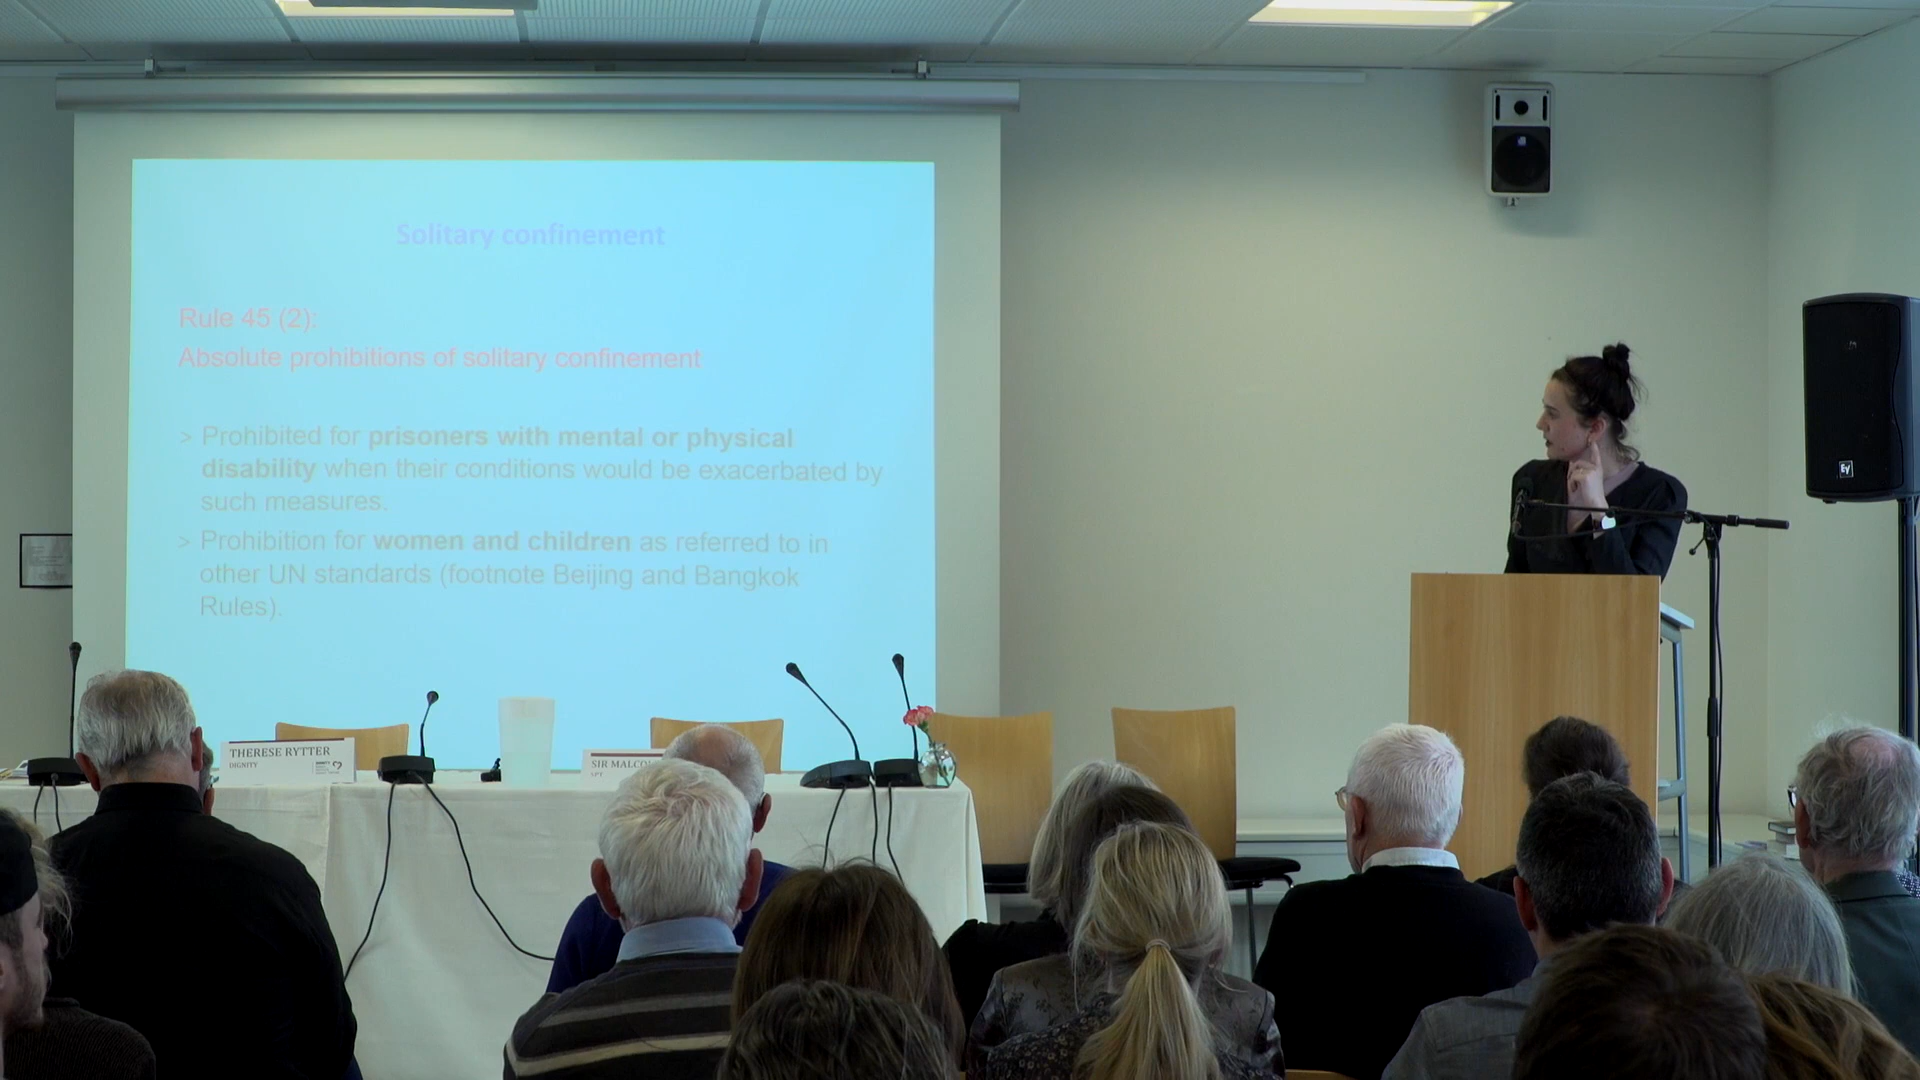 Solitary confinement
Rule 45 (2):
Absolute prohibitions of solitary confinement
> Prohibited for prisoners with mental or physical
disability when their conditions would be exacerbated by
such measures.
> Prohibition for women and children as referred to in
other UN standards (footnote Beijing and Bangkok
Rules).
THERESE RYTTER
DIGNITY
SIR MALCOL
EV